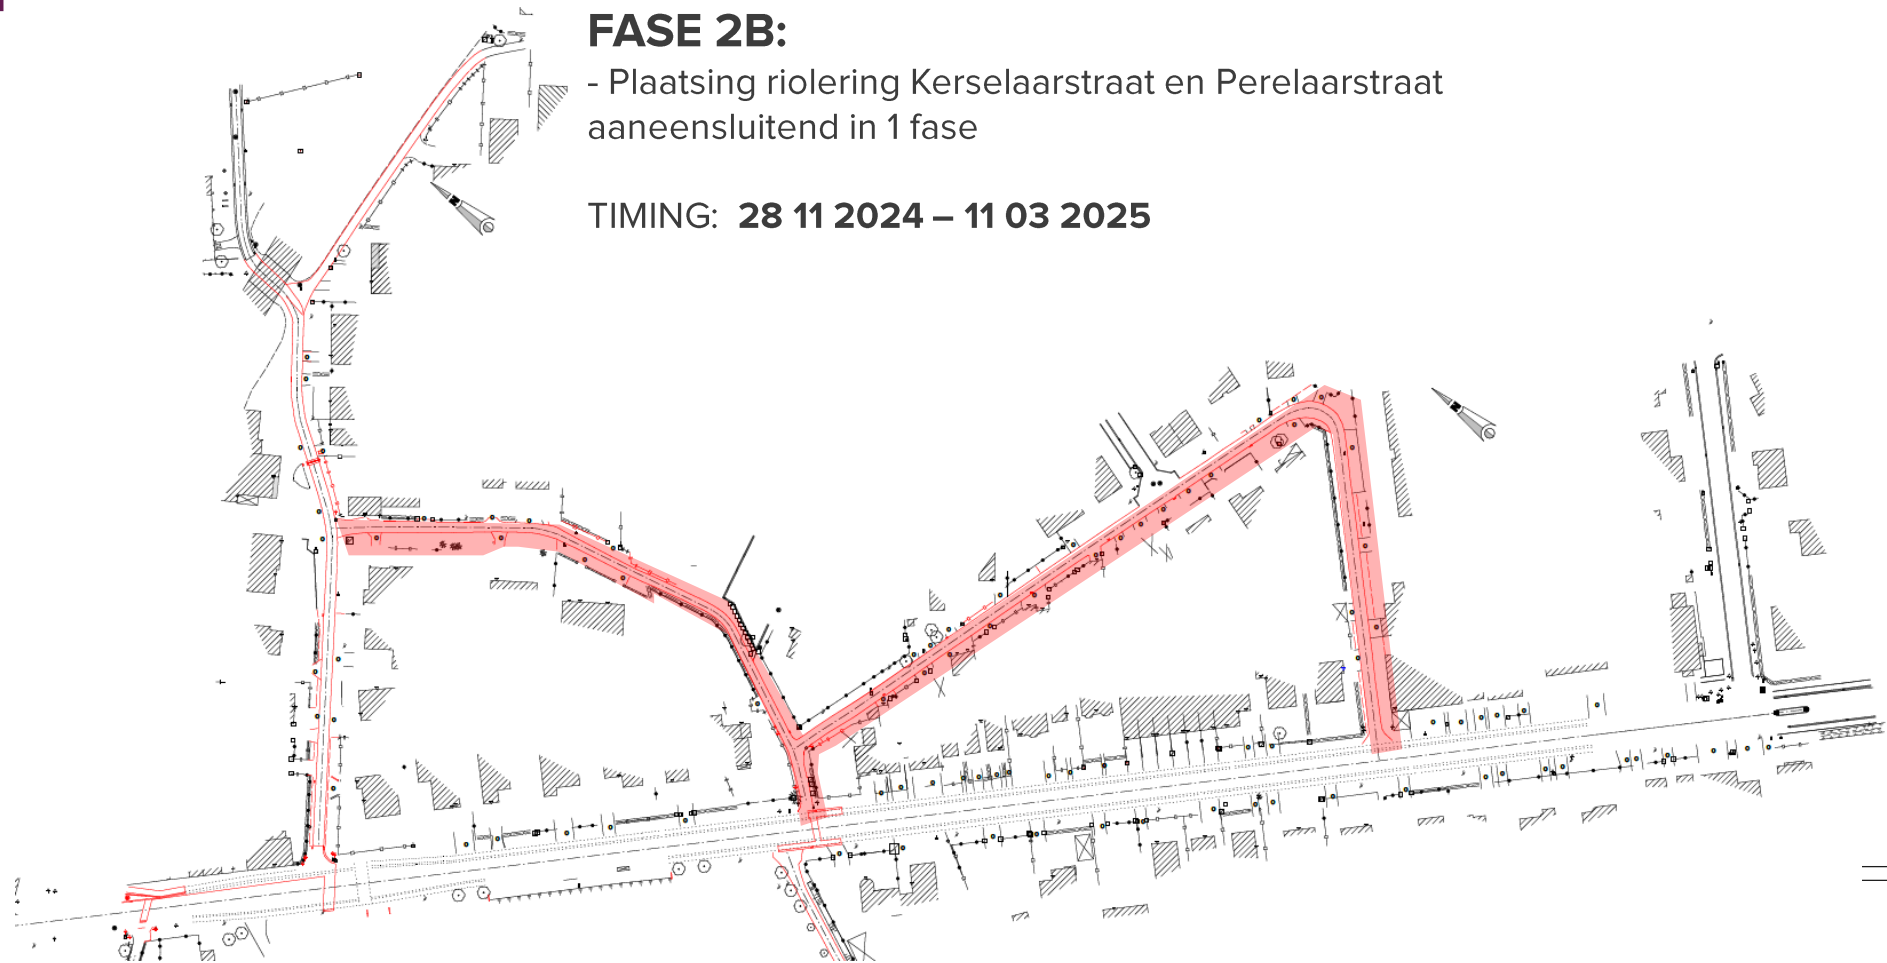 FASE 2B:
- Plaatsing riolering Kerselaarstraat en Perelaarstraat
aaneensluitend in 1 fase
TIMING: 28 11 2024 – 11 03 2025